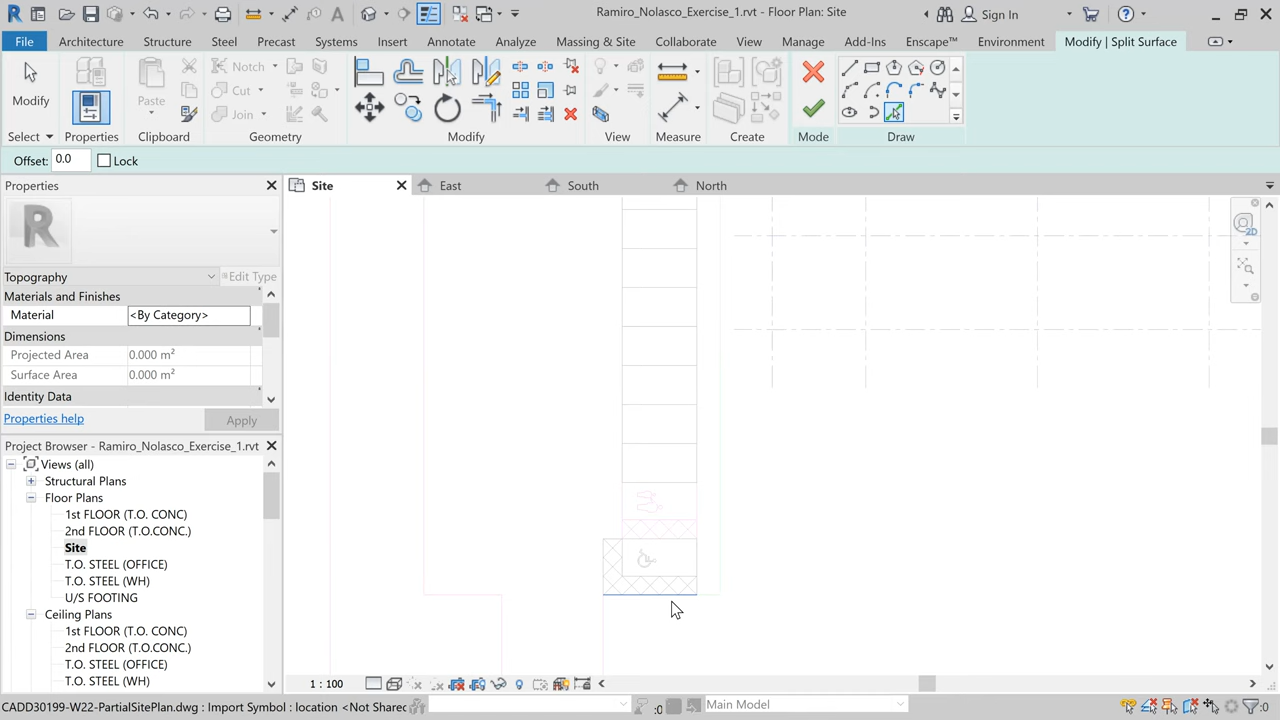 Ramiro_Nolasco_Exercise_1.rvt - Floor Plan: Site
Sign In
File
Architecture
Structure
Steel
Precast
Systems
Insert
Annotate
Analyze
Massing & Site
Collaborate
View
Manage
Add-Ins
Enscape™
Environment
Modify | Split Surface
Modify
Paste
Notch
Cut
Join
Select
Properties
Clipboard
Geometry
Modify
View
Measure
Create
Mode
Draw
Offset: 0.0
Lock
Properties
Site
East
South
North
2D
Topography
Edit Type
Materials and Finishes
Material
<By Category>
Dimensions
Projected Area
0.000 m²
Surface Area
0.000 m²
Identity Data
Properties help
Apply
Project Browser - Ramiro_Nolasco_Exercise_1.rvt
Views (all)
Structural Plans
Floor Plans
1st FLOOR (T.O. CONC)
2nd FLOOR (T.O.CONC.)
Site
T.O. STEEL (OFFICE)
T.O. STEEL (WH)
U/S FOOTING
Ceiling Plans
1st FLOOR (T.O. CONC)
2nd FLOOR (T.O.CONC.)
T.O. STEEL (OFFICE)
T.O. STEEL (WH)
1 : 100
CADD30199-W22-PartialSitePlan.dwg : Import Symbol : location <Not Shared
:0
Main Model
:0